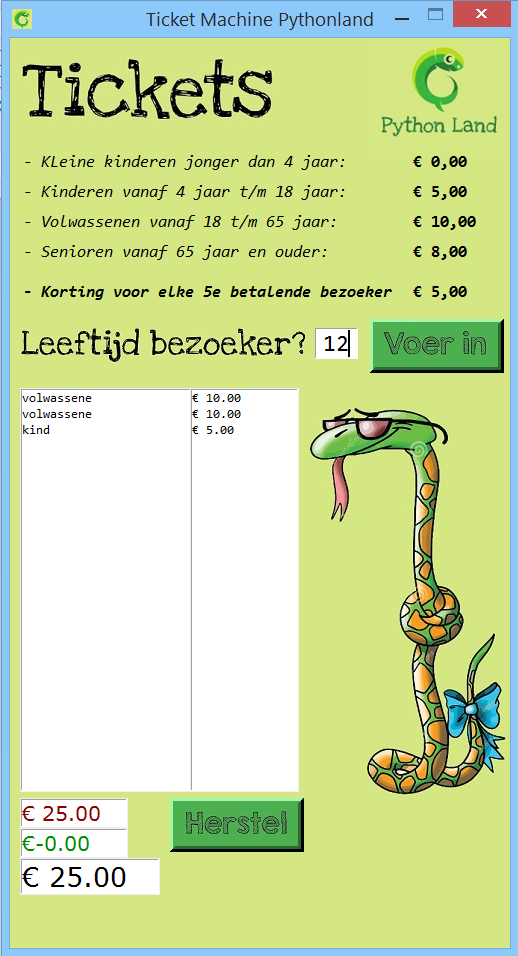 Ticket Machine Pythonland
Tickets
Python Land
- KLeine kinderen jonger dan 4 jaar: € 0,00
- Kinderen vanaf 4 jaar t/m 18 jaar: € 5,00
- Volwassenen vanaf 18 t/m 65 jaar: € 10,00
- Senioren vanaf 65 jaar en ouder: € 8,00
- Korting voor elke 5e betalende bezoeker € 5,00
Leeftijd bezoeker? 12 Voer in
volwassene € 10.00
volwassene € 10.00
kind € 5.00
€ 25.00
Herstel
€-0.00
€ 25.00